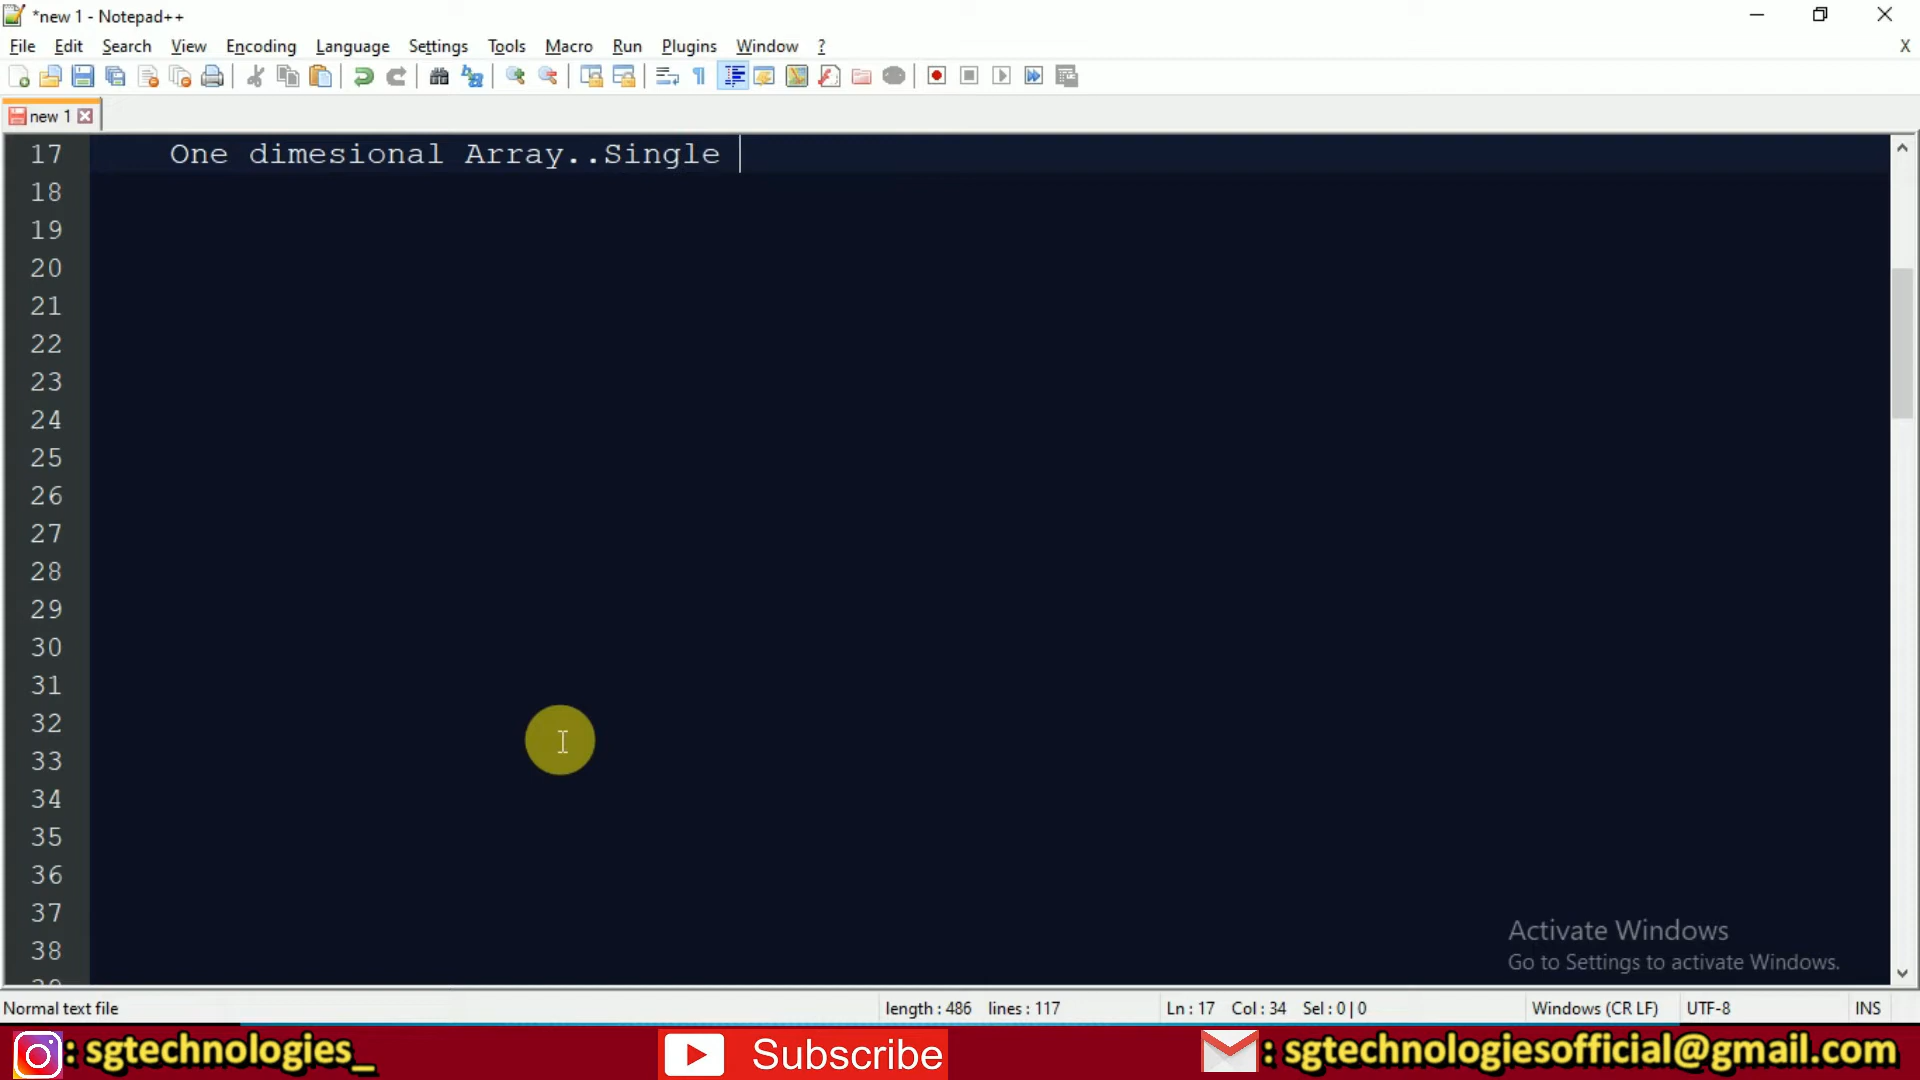 *new 1 - Notepad++
File Edit Search View Encoding Language Settings Tools Macro Run Plugins Window ?
X
new 1
17 One dimesional Array..Single
18
19
20
21
22
23
24
25
26
27
28
29
30
31
32
33
34
35
36
37
38
Activate Windows
Go to Settings to activate Windows.
Normal text file length : 486 lines : 117 Ln : 17 Col : 34 Sel : 0 | 0 Windows (CR LF) UTF-8 INS
: sgtechnologies_ Subscribe : sgtechnologiesofficial@gmail.com